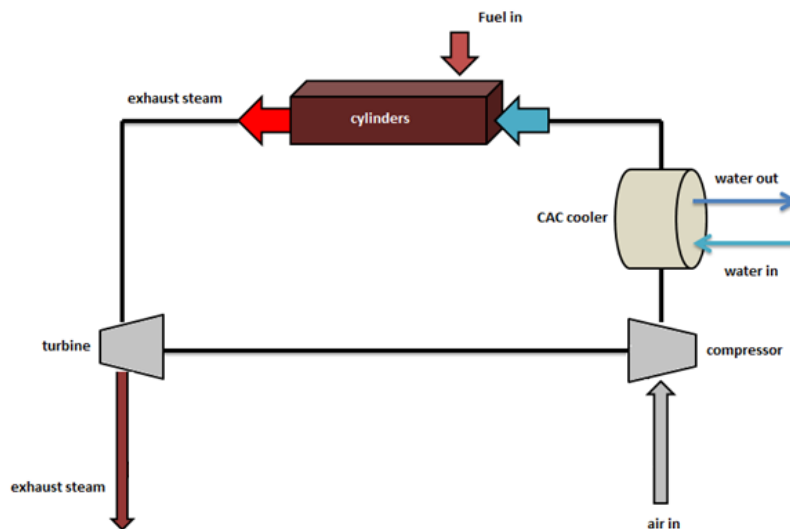 Fuel in
exhaust steam
cylinders
water out
CAC cooler
water in
turbine
compressor
exhaust steam
air in